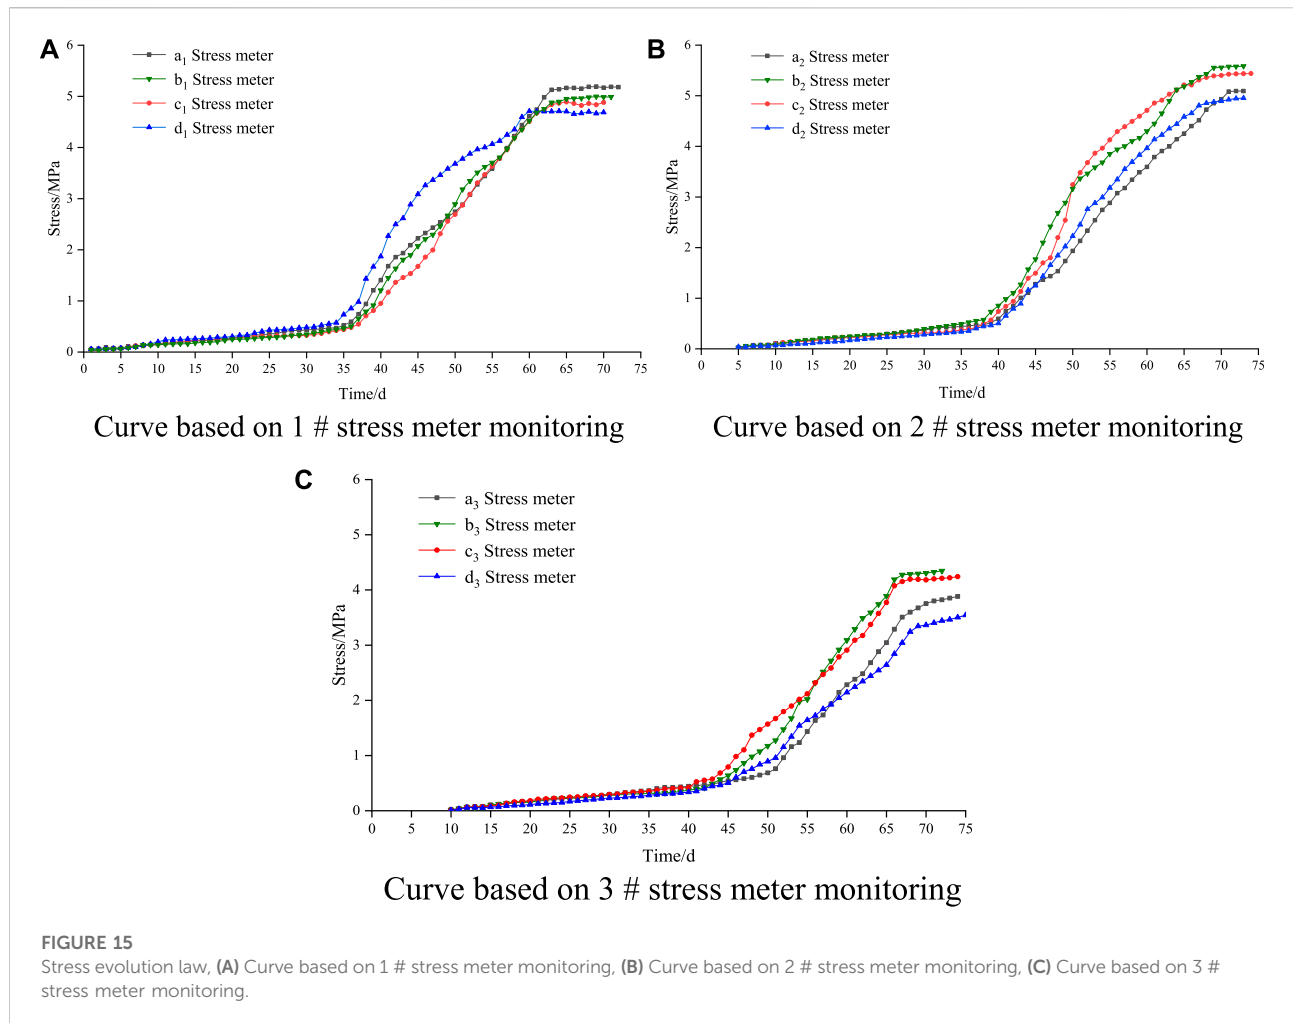 A
6
5
4
3
2
1
0
Stress/MPa
a1 Stress meter
b1 Stress meter
c1 Stress meter
d1 Stress meter
0 5 10 15 20 25 30 35 40 45 50 55 60 65 70 75
Time/d
Curve based on 1 # stress meter monitoring
B
6
5
4
3
2
1
0
Stress/MPa
a2 Stress meter
b2 Stress meter
c2 Stress meter
d2 Stress meter
0 5 10 15 20 25 30 35 40 45 50 55 60 65 70 75
Time/d
Curve based on 2 # stress meter monitoring
C
6
5
4
3
2
1
0
Stress/MPa
a3 Stress meter
b3 Stress meter
c3 Stress meter
d3 Stress meter
0 5 10 15 20 25 30 35 40 45 50 55 60 65 70 75
Time/d
Curve based on 3 # stress meter monitoring
FIGURE 15
Stress evolution law, (A) Curve based on 1 # stress meter monitoring, (B) Curve based on 2 # stress meter monitoring, (C) Curve based on 3 #
stress meter monitoring.